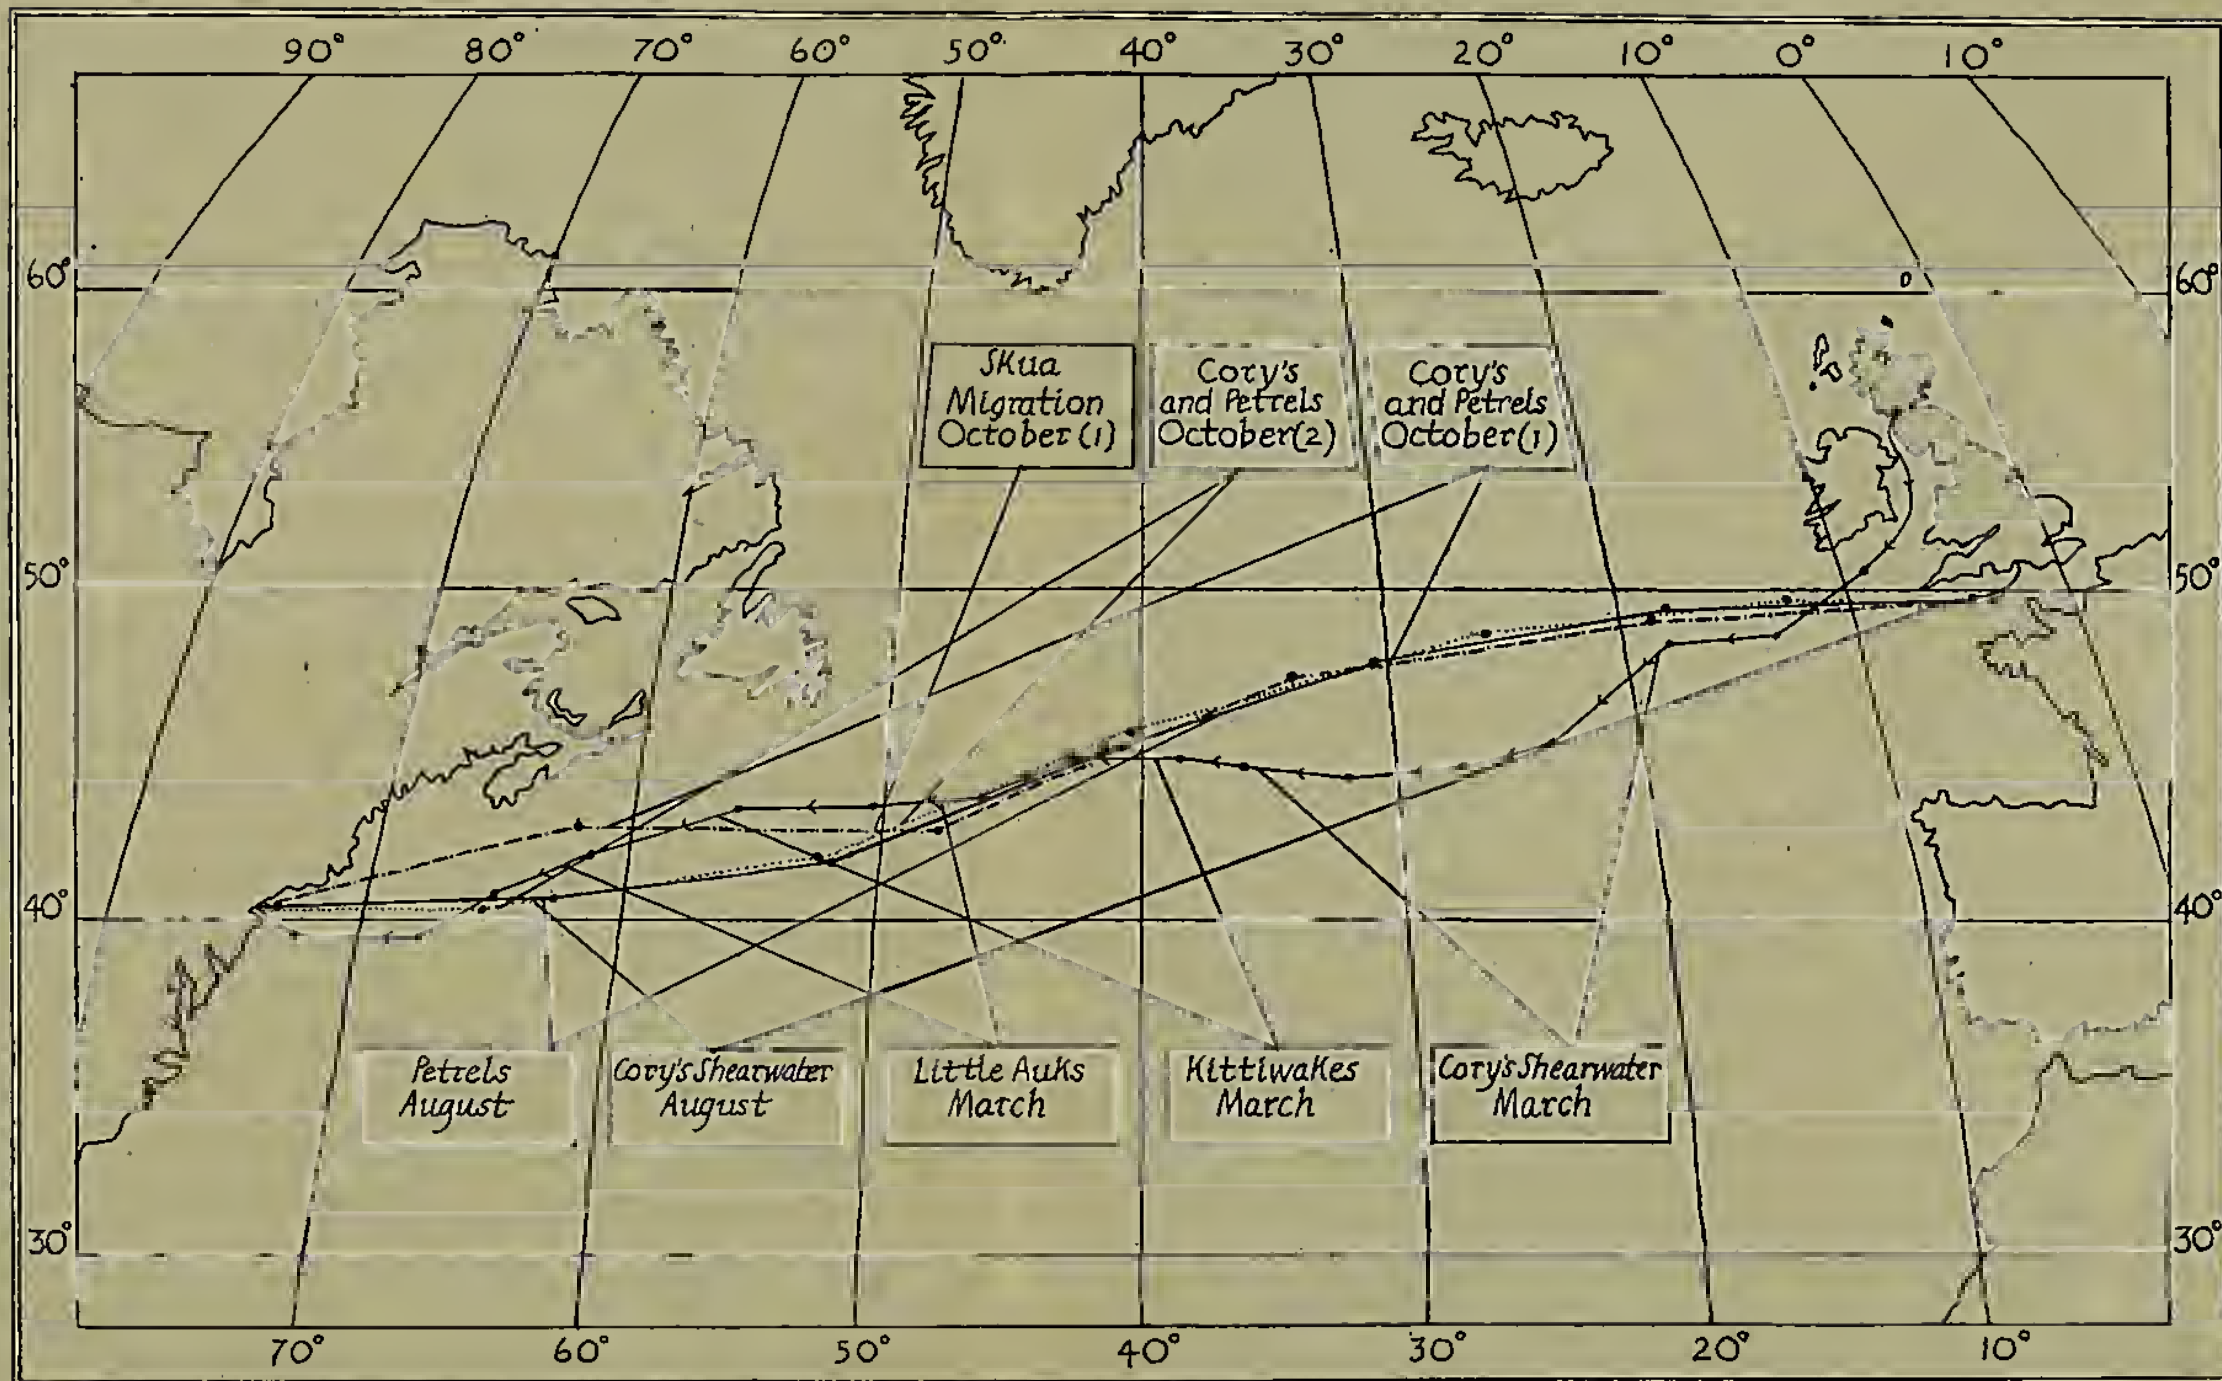 90° 80° 70° 60° 50° 40° 30° 20° 10° 0° 10°
60° 60°
Skua
Migration
October (1)
Cory's
and Petrels
October (2)
Cory's
and Petrels
October (1)
50° 50°
40° 40°
Petrels
August
Cory's Shearwater
August
Little Auks
March
Kittiwakes
March
Cory's Shearwater
March
30° 30°
70° 60° 50° 40° 30° 20° 10°